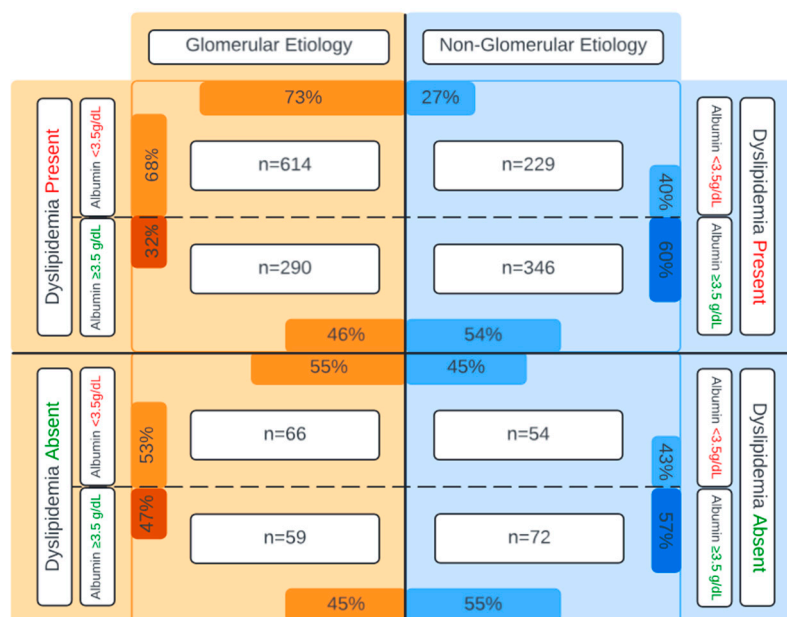 Glomerular Etiology
Non-Glomerular Etiology
73%
27%
Dyslipidemia Present
Albumin <3.5g/dL
68%
n=614
n=229
40%
Albumin <3.5g/dL
Dyslipidemia Present
Albumin ≥3.5 g/dL
32%
n=290
n=346
60%
Albumin ≥3.5 g/dL
46%
54%
55%
45%
Dyslipidemia Absent
Albumin <3.5g/dL
53%
n=66
n=54
43%
Albumin <3.5g/dL
Dyslipidemia Absent
Albumin ≥3.5 g/dL
47%
n=59
n=72
57%
Albumin ≥3.5 g/dL
45%
55%